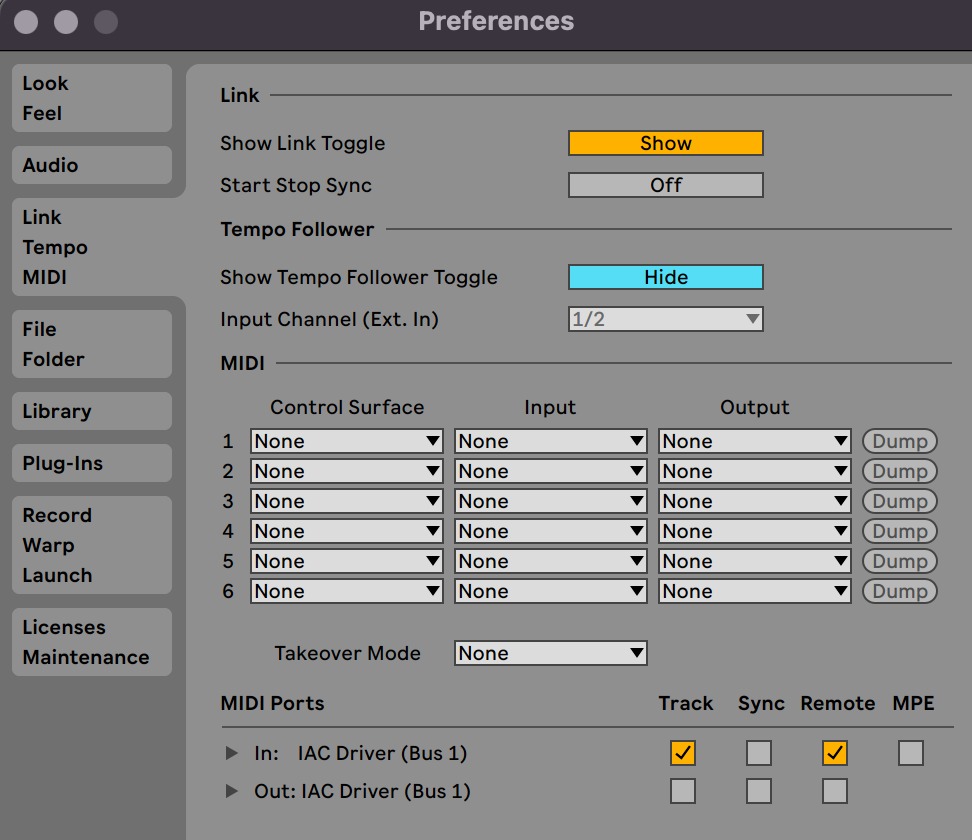 Preferences
Look
Feel
Audio
Link
Tempo
MIDI
File
Folder
Library
Plug-Ins
Record
Warp
Launch
Licenses
Maintenance
Link
Show Link Toggle Show
Start Stop Sync Off
Tempo Follower
Show Tempo Follower Toggle Hide
Input Channel (Ext. In) 1/2
MIDI
Control Surface Input Output
1 None None None Dump
2 None None None Dump
3 None None None Dump
4 None None None Dump
5 None None None Dump
6 None None None Dump
Takeover Mode None
MIDI Ports Track Sync Remote MPE
In: IAC Driver (Bus 1)
Out: IAC Driver (Bus 1)